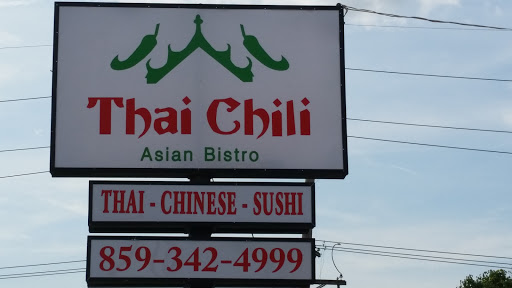 Thai Chili
Asian Bistro
THAI - CHINESE - SUSHI
859-342-4999